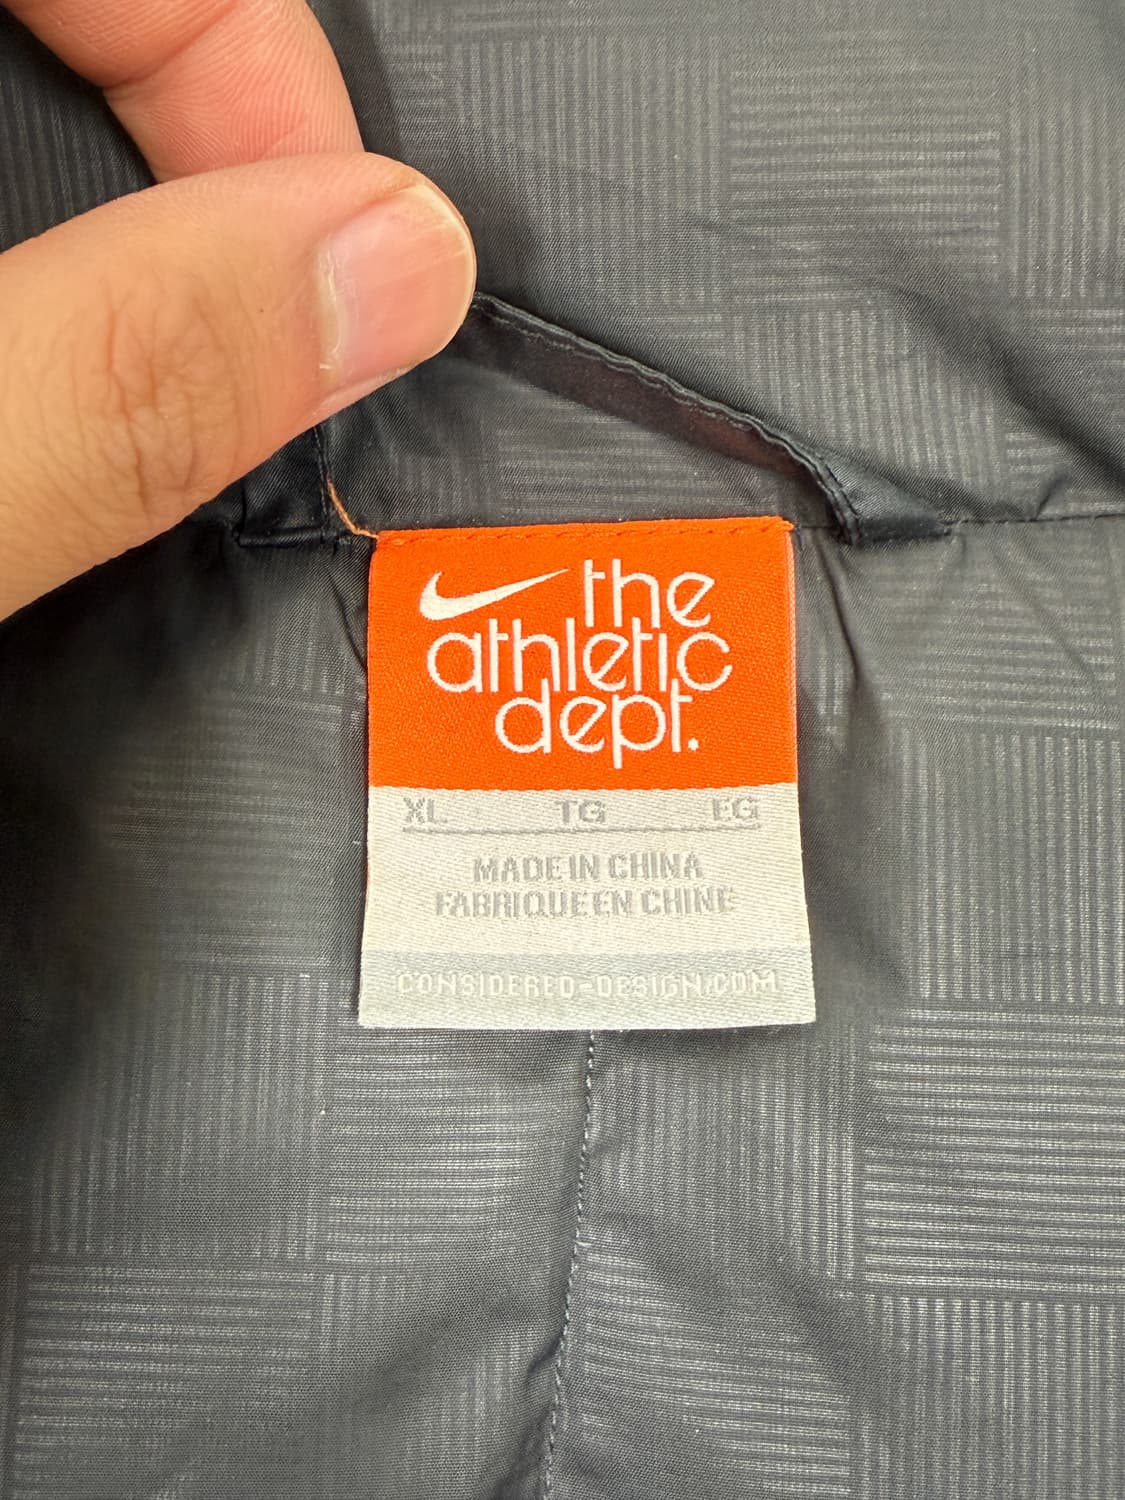 the
athletic
dept.
XL TG EG
MADE IN CHINA
FABRIQUE EN CHINE
CONSIDERED-DESIGN.COM